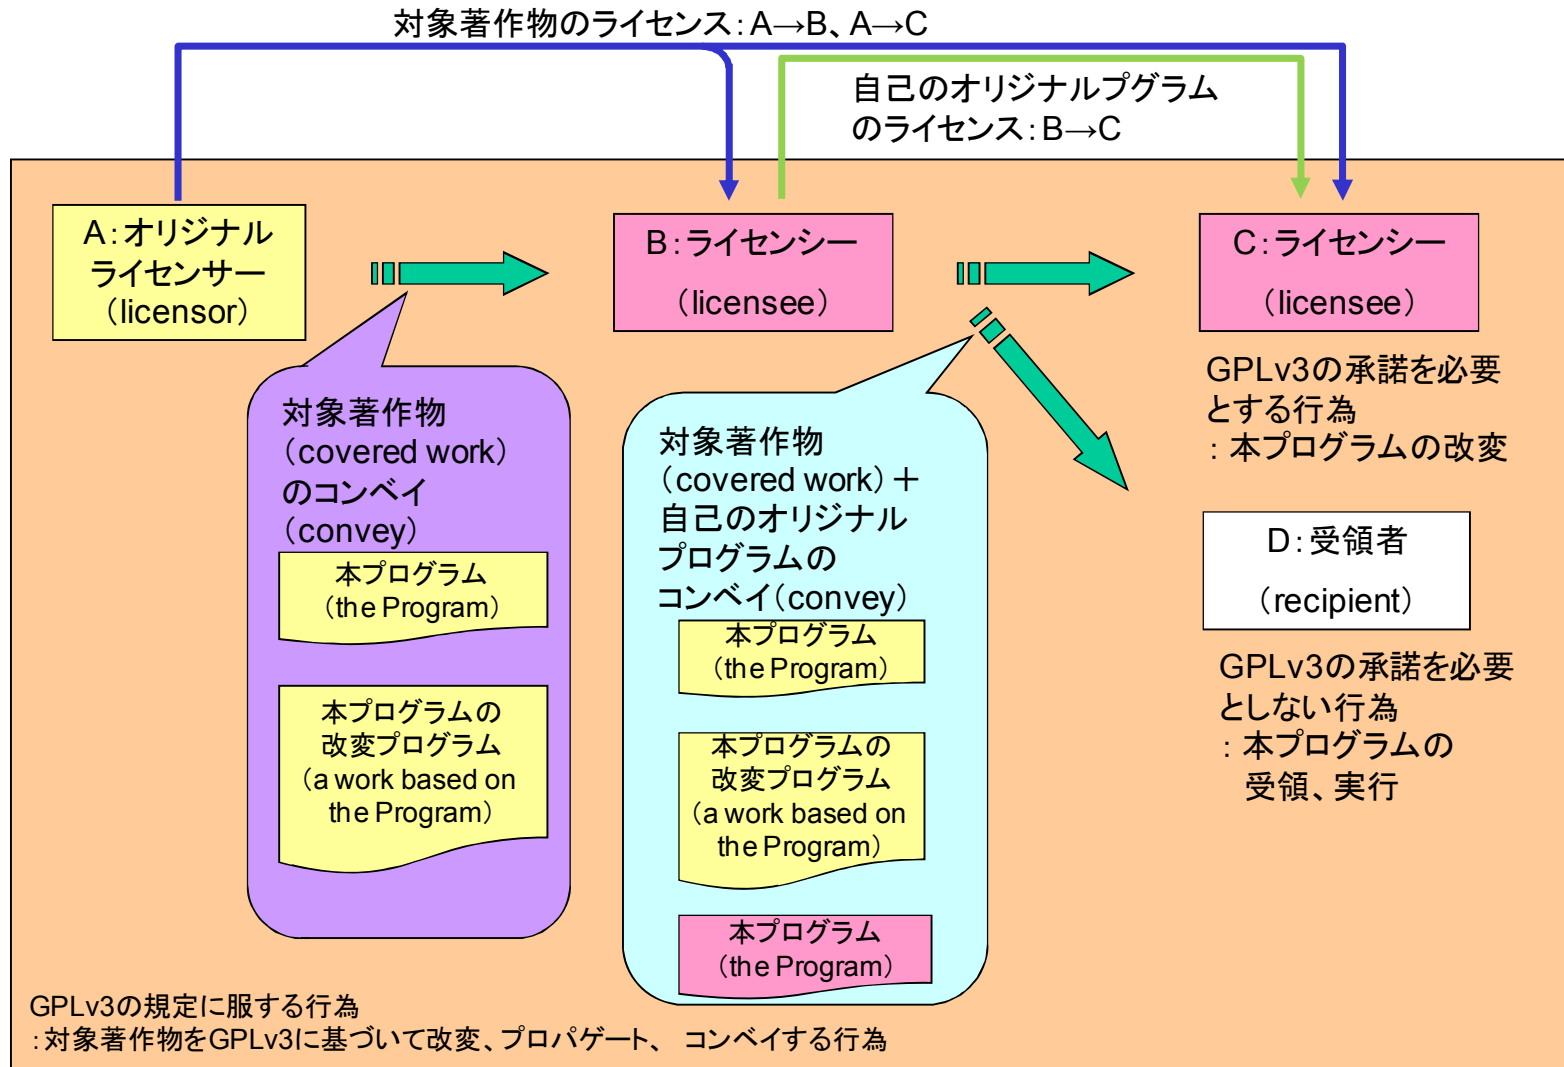 対象著作物のライセンス：A→B、A→C
自己のオリジナルプグラム
のライセンス：B→C
A：オリジナル
ライセンサー
（licensor）
B：ライセンシー
（licensee）
C：ライセンシー
（licensee）
対象著作物
（covered work）
のコンベイ
（convey）
本プログラム
（the Program）
本プログラムの
改変プログラム
（a work based on
the Program）
対象著作物
（covered work）＋
自己のオリジナル
プログラムの
コンベイ（convey）
本プログラム
（the Program）
本プログラムの
改変プログラム
（a work based on
the Program）
本プログラム
（the Program）
GPLv3の承諾を必要
とする行為
：本プログラムの改変
D：受領者
（recipient）
GPLv3の承諾を必要
としない行為
：本プログラムの
受領、実行
GPLv3の規定に服する行為
：対象著作物をGPLv3に基づいて改変、プロパゲート、 コンベイする行為